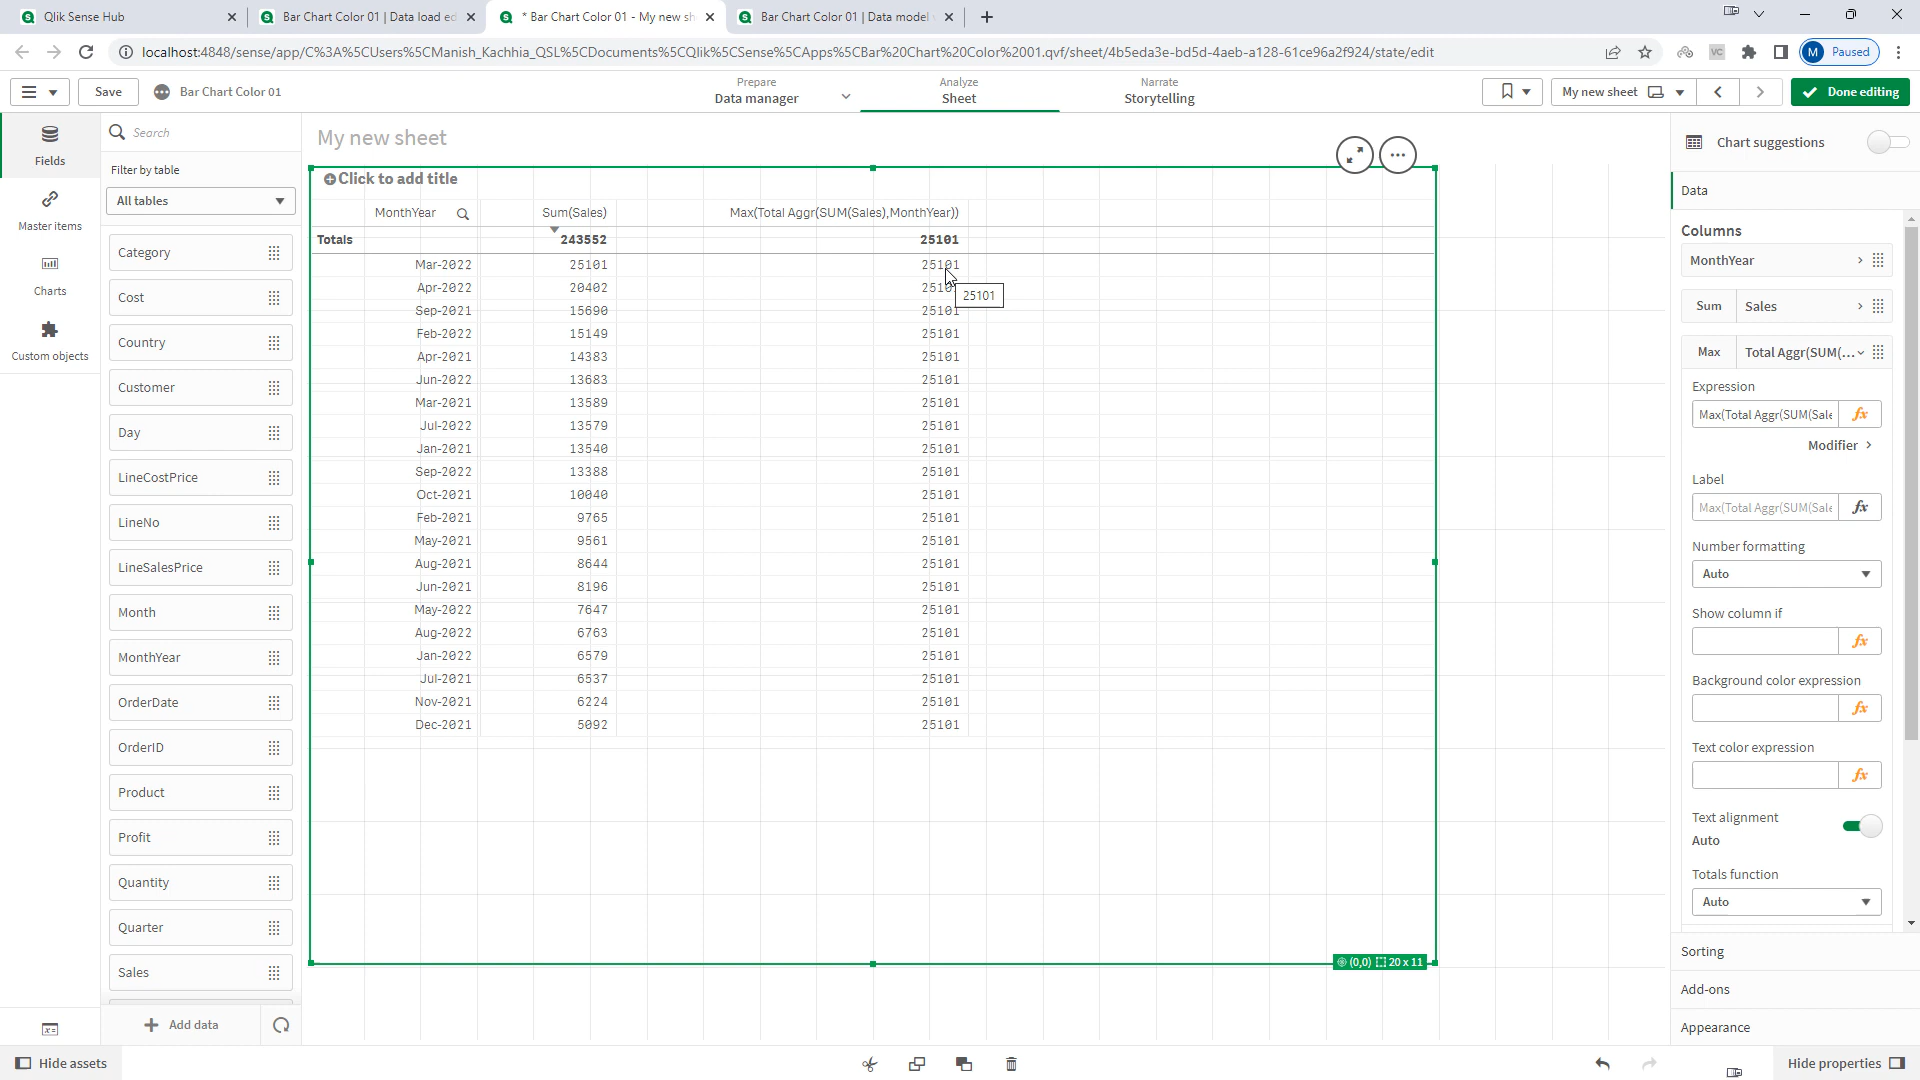 Qlik Sense Hub
Bar Chart Color 01 | Data load ed
* Bar Chart Color 01 - My new sh
Bar Chart Color 01 | Data model v
localhost:4848/sense/app/C%3A%5CUsers%5CManish_Kachhia_QSL%5CDocuments%5CQlik%5CSense%5CApps%5CBar%20Chart%20Color%2001.qvf/sheet/4b5eda3e-bd5d-4aeb-a128-61ce96a2f924/state/edit
VC
M Paused
Save
Bar Chart Color 01
Prepare
Data manager
Analyze
Sheet
Narrate
Storytelling
My new sheet
Done editing
Fields
Master items
Charts
Custom objects
Search
Filter by table
All tables
Category
Cost
Country
Customer
Day
LineCostPrice
LineNo
LineSalesPrice
Month
MonthYear
OrderDate
OrderID
Product
Profit
Quantity
Quarter
Sales
Add data
My new sheet
Click to add title
MonthYear Sum(Sales) Max(Total Aggr(SUM(Sales),MonthYear))
Totals 243552 25101
Mar-2022 25101 25101
Apr-2022 20402 2510
25101
Sep-2021 15690 25101
Feb-2022 15149 25101
Apr-2021 14383 25101
Jun-2022 13683 25101
Mar-2021 13589 25101
Jul-2022 13579 25101
Jan-2021 13540 25101
Sep-2022 13388 25101
Oct-2021 10040 25101
Feb-2021 9765 25101
May-2021 9561 25101
Aug-2021 8644 25101
Jun-2021 8196 25101
May-2022 7647 25101
Aug-2022 6763 25101
Jan-2022 6579 25101
Jul-2021 6537 25101
Nov-2021 6224 25101
Dec-2021 5092 25101
(0,0) 20 x 11
Chart suggestions
Data
Columns
MonthYear
Sum Sales
Max Total Aggr(SUM(...
Expression
Max(Total Aggr(SUM(Sale fx
Modifier
Label
Max(Total Aggr(SUM(Sale fx
Number formatting
Auto
Show column if
fx
Background color expression
fx
Text color expression
fx
Text alignment
Auto
Totals function
Auto
Sorting
Add-ons
Appearance
Hide assets
Hide properties